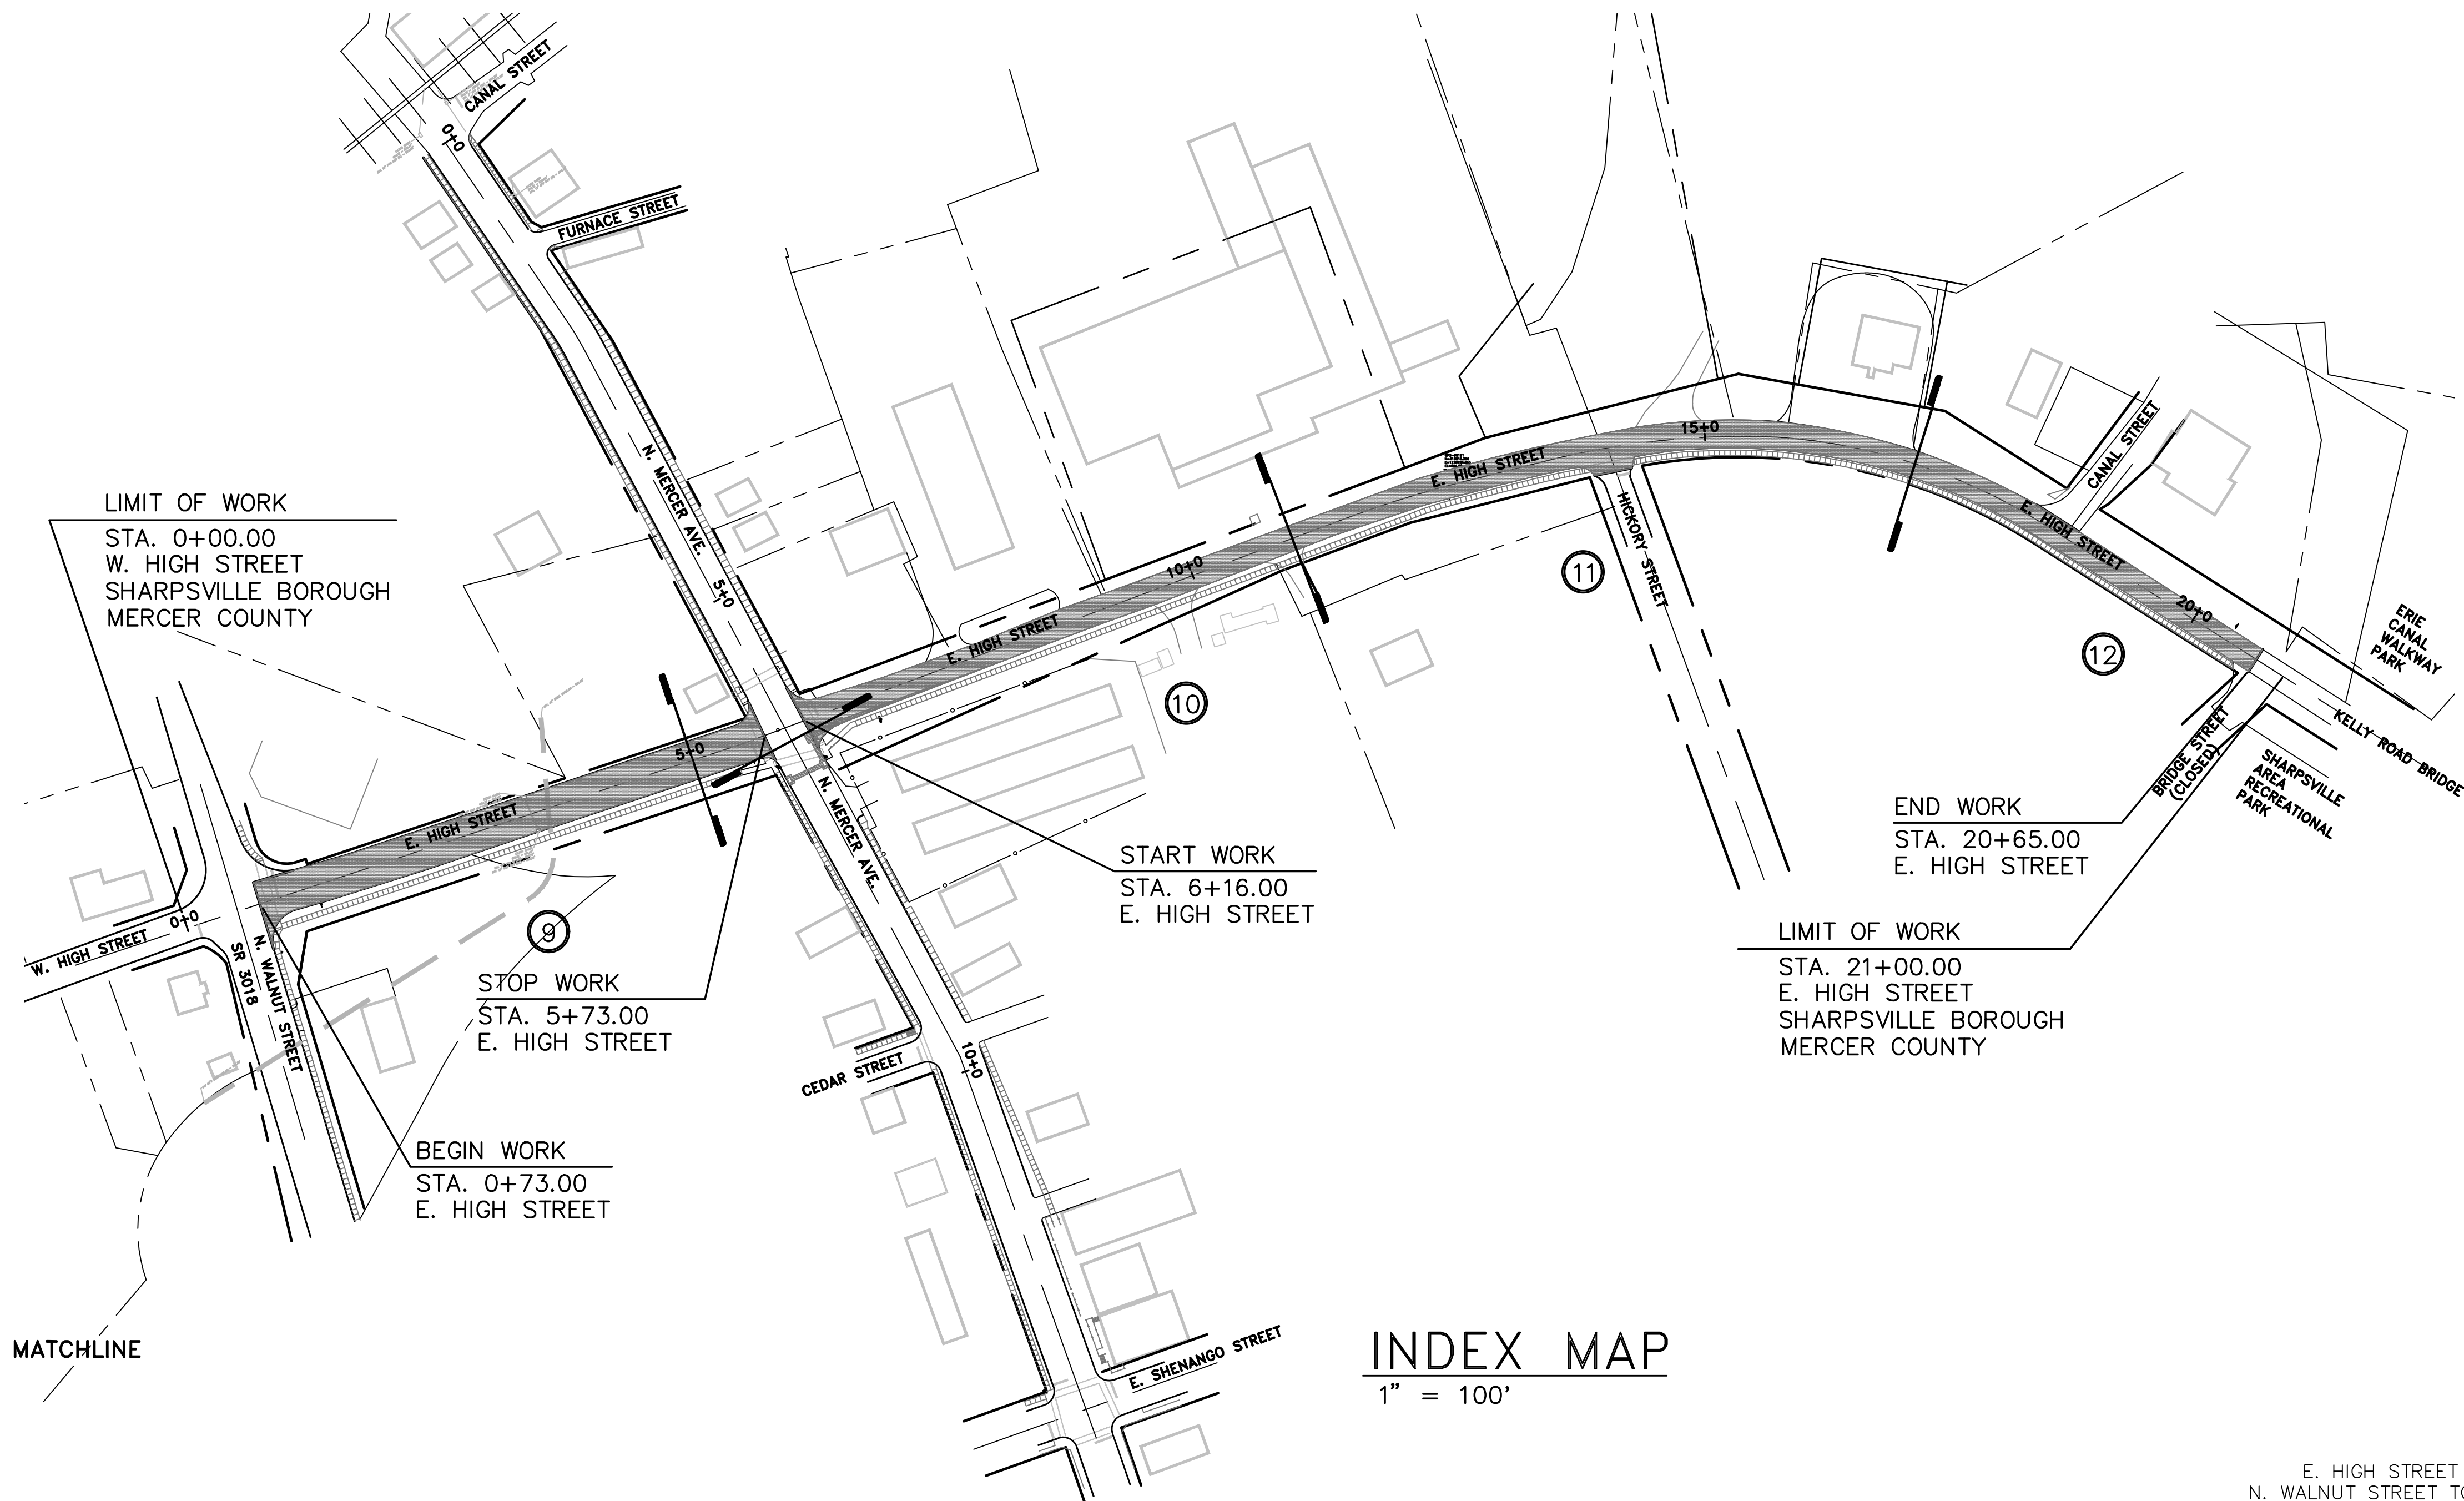 CANAL STREET
0+0
FURNACE STREET
N. MERCER AVE.
5+0
LIMIT OF WORK
STA. 0+00.00
W. HIGH STREET
SHARPSVILLE BOROUGH
MERCER COUNTY
E. HIGH STREET
15+0
HICKORY STREET
11
CANAL STREET
E. HIGH STREET
20+0
12
ERIE
CANAL
WALKWAY
PARK
10+0
E. HIGH STREET
10
5+0
E. HIGH STREET
N. MERCER AVE.
KELLY ROAD BRIDGE
BRIDGE STREET
(CLOSED)
SHARPSVILLE
AREA
RECREATIONAL
PARK
END WORK
STA. 20+65.00
E. HIGH STREET
START WORK
STA. 6+16.00
E. HIGH STREET
0+0
W. HIGH STREET
SR 3018
N. WALNUT STREET
9
STOP WORK
STA. 5+73.00
E. HIGH STREET
LIMIT OF WORK
STA. 21+00.00
E. HIGH STREET
SHARPSVILLE BOROUGH
MERCER COUNTY
10+0
CEDAR STREET
BEGIN WORK
STA. 0+73.00
E. HIGH STREET
MATCHLINE
E. SHENANGO STREET
INDEX MAP
1" = 100'
E. HIGH STREET
N. WALNUT STREET